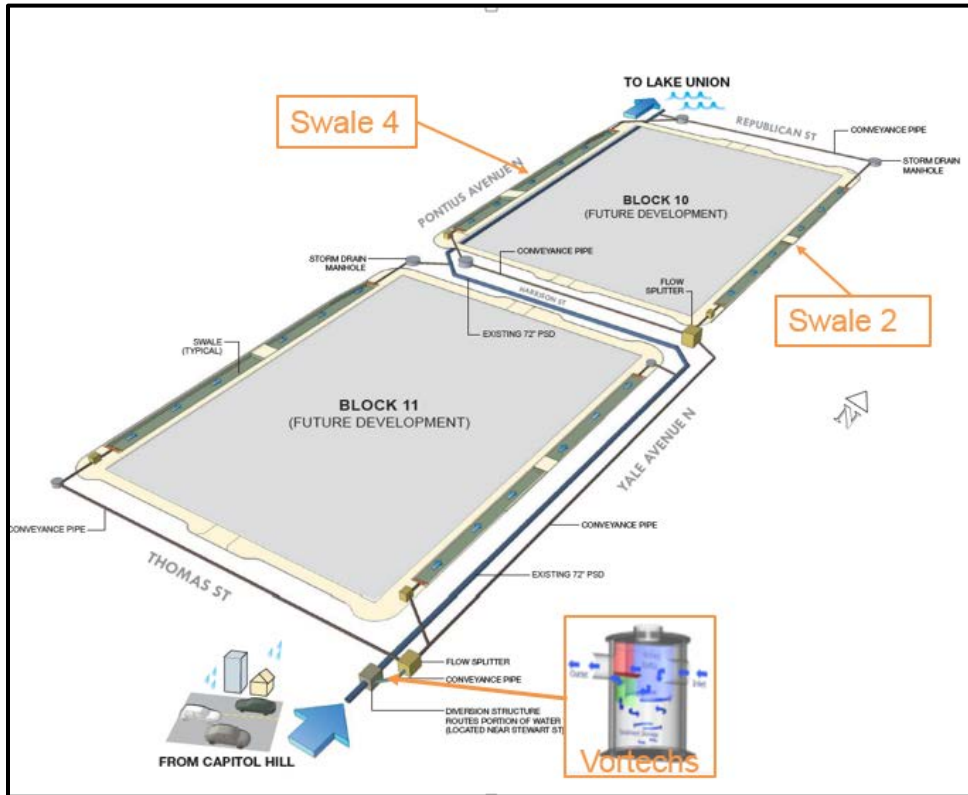 TO LAKE UNION
Swale 4
REPUBLICAN ST
CONVEYANCE PIPE
PONTIUS AVENUE N
STORM DRAIN
MANHOLE
BLOCK 10
(FUTURE DEVELOPMENT)
STORM DRAIN
MANHOLE
CONVEYANCE PIPE
HARRISON ST
FLOW
SPLITTER
Swale 2
EXISTING 72" PSD
SWALE
(TYPICAL)
BLOCK 11
(FUTURE DEVELOPMENT)
N
YALE AVENUE N
CONVEYANCE PIPE
CONVEYANCE PIPE
THOMAS ST
EXISTING 72" PSD
FLOW SPLITTER
CONVEYANCE PIPE
DIVERSION STRUCTURE
ROUTES PORTION OF WATER
(LOCATED NEAR STEWART ST)
FROM CAPITOL HILL
Outlet
Inlet
Vortechs